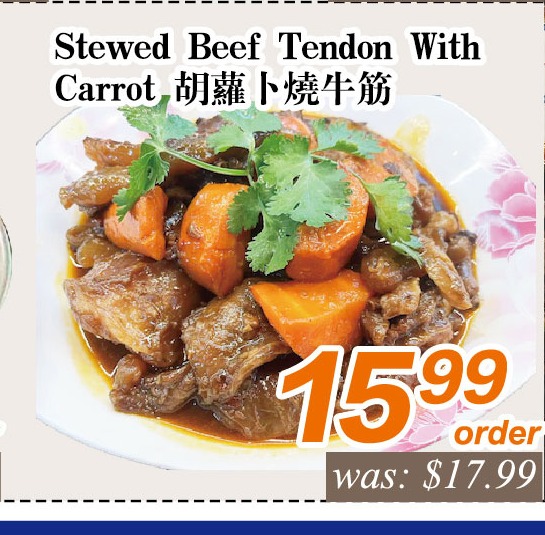 Stewed Beef Tendon With
Carrot 胡蘿卜燒牛筋
15.99
order
was: $17.99